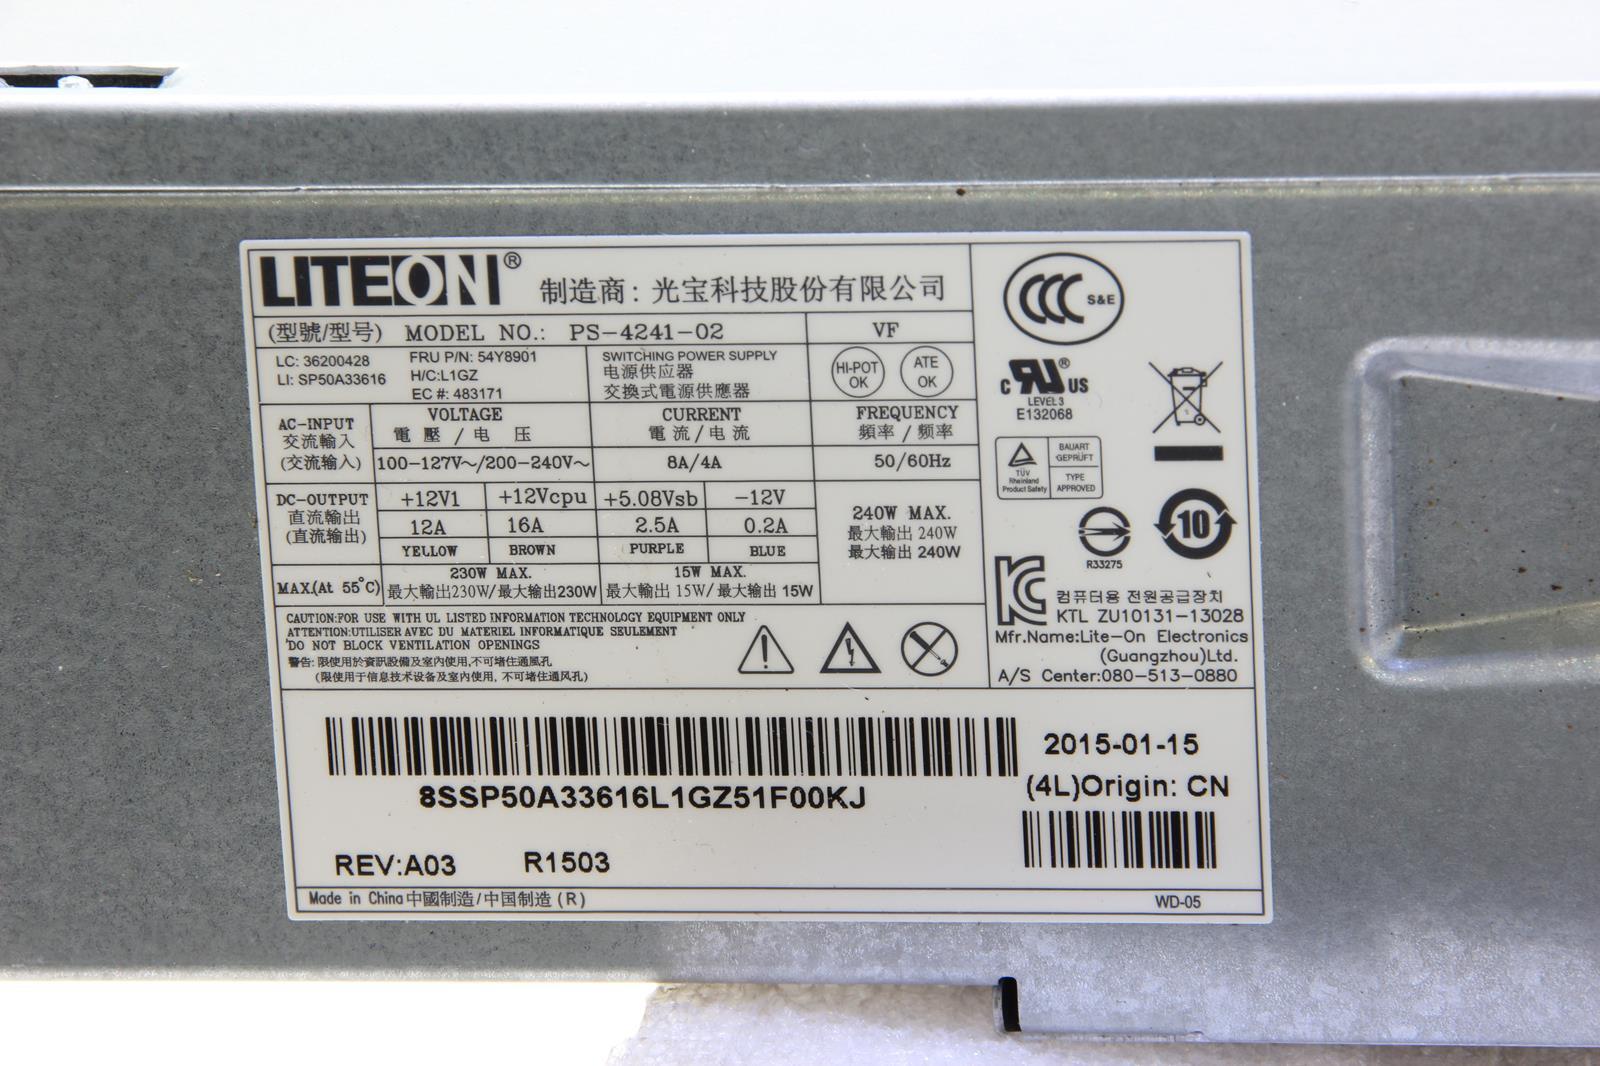 LITEON® 制造商: 光宝科技股份有限公司
(型號/型号) MODEL NO.: PS-4241-02
VF
LC: 36200428
LI: SP50A33616
FRU P/N: 54Y8901
H/C:L1GZ
EC #: 483171
SWITCHING POWER SUPPLY
电源供应器
交換式電源供應器
HI-POT OK
ATE OK
AC-INPUT
交流輸入
(交流输入)
VOLTAGE
電 壓 / 电 压
CURRENT
電流/电流
FREQUENCY
頻率/频率
100-127V~/200-240V~
8A/4A
50/60Hz
DC-OUTPUT
直流輸出
(直流输出)
+12V1 +12Vcpu +5.08Vsb -12V
12A 16A 2.5A 0.2A
YELLOW BROWN PURPLE BLUE
240W MAX.
最大輸出 240W
最大输出 240W
MAX.(At 55°C)
230W MAX.
最大輸出230W/最大输出230W
15W MAX.
最大輸出 15W/最大输出 15W
CAUTION:FOR USE WITH UL LISTED INFORMATION TECHNOLOGY EQUIPMENT ONLY
ATTENTION:UTILISER AVEC DU MATERIEL INFORMATIQUE SEULEMENT
DO NOT BLOCK VENTILATION OPENINGS
警告: 限使用於資訊設備及室內使用,不可堵住通風孔
(限使用于信息技术设备及室内使用, 不可堵住通风孔)
CCC S&E
c RU ® US
LEVEL3
E132068
TÜV
Rheinland
Product Safety
BAUART
GEPRÜFT
TYPE
APPROVED
R33275
10
컴퓨터용 전원공급장치
KTL ZU10131-13028
Mfr.Name:Lite-On Electronics
(Guangzhou)Ltd.
A/S Center:080-513-0880
8SSP50A33616L1GZ51F00KJ
2015-01-15
(4L)Origin: CN
REV:A03 R1503
Made in China 中國制造/中国制造 (R)
WD-05